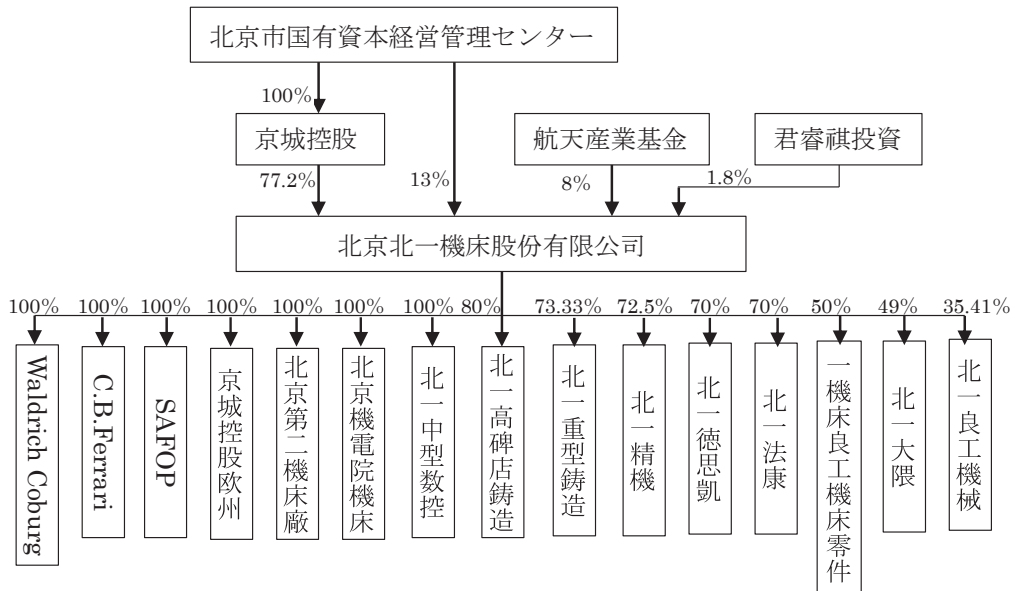 北京市国有資本経営管理センター
100%
京城控股
航天産業基金
君睿祺投資
77.2%
13%
8%
1.8%
北京北一機床股份有限公司
100%
100%
100%
100%
100%
100%
100%
80%
73.33%
72.5%
70%
70%
50%
49%
35.41%
Waldrich Coburg
C.B.Ferrari
SAFOP
京城控股欧州
北京第二機床廠
北京機電院機床
北一中型数控
北一高碑店鋳造
北一重型鋳造
北一精機
北一徳思凱
北一法康
一機床良工機床零件
北一大隈
北一良工機械